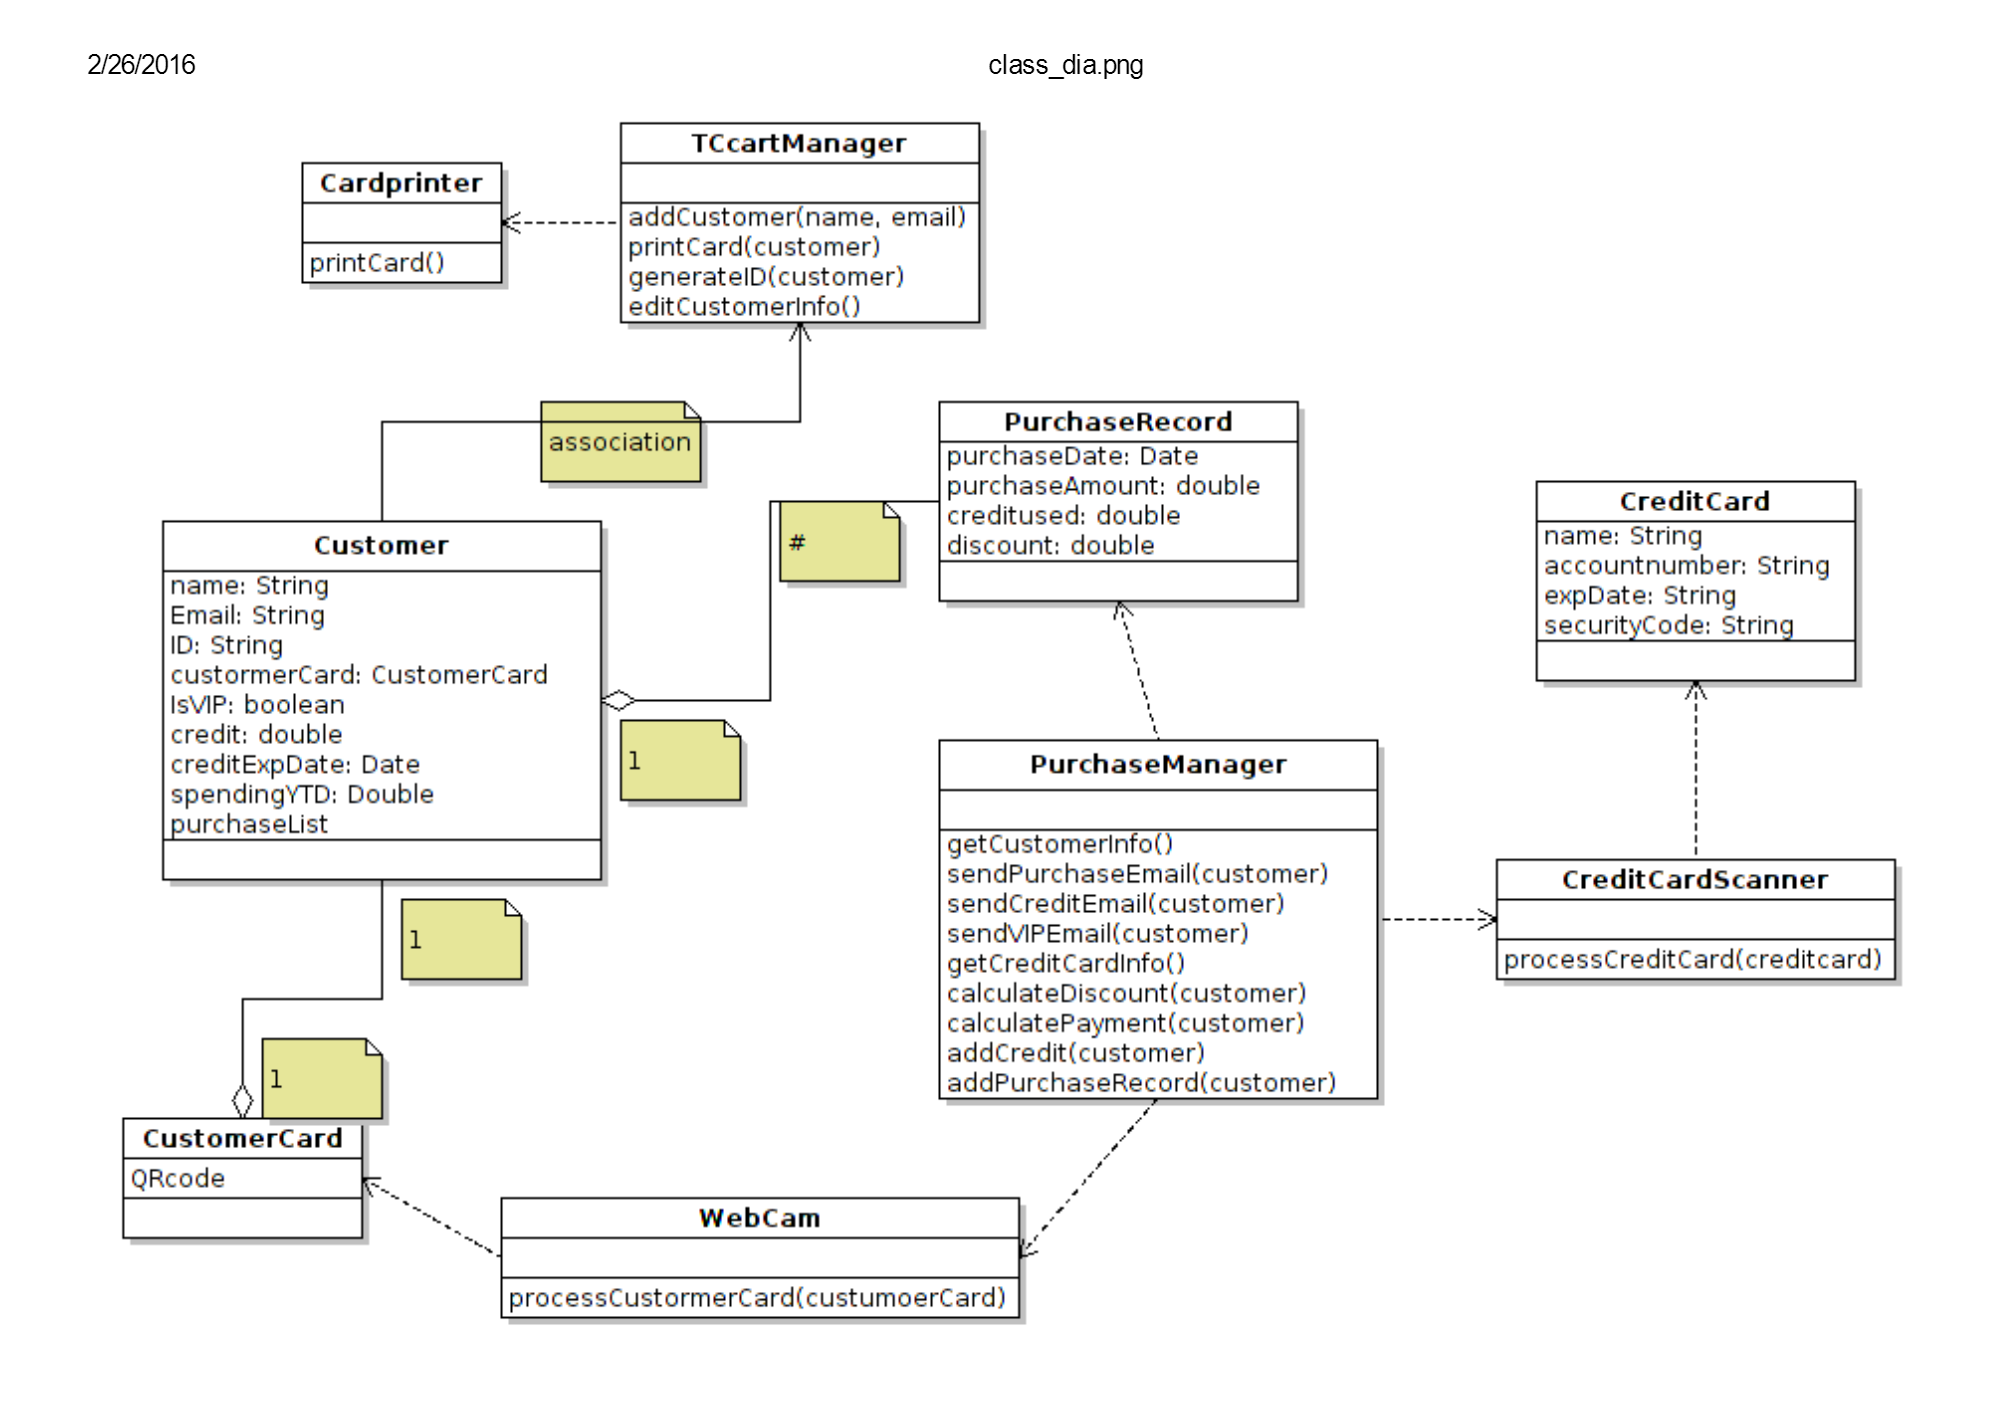 2/26/2016
class_dia.png
TCcartManager
addCustomer(name, email)
printCard(customer)
generateID(customer)
editCustomerInfo()
Cardprinter
printCard()
association
PurchaseRecord
purchaseDate: Date
purchaseAmount: double
creditused: double
discount: double
#
CreditCard
name: String
accountnumber: String
expDate: String
securityCode: String
Customer
name: String
Email: String
ID: String
custormerCard: CustomerCard
IsVIP: boolean
credit: double
creditExpDate: Date
spendingYTD: Double
purchaseList
1
PurchaseManager
getCustomerInfo()
sendPurchaseEmail(customer)
sendCreditEmail(customer)
sendVIPEmail(customer)
getCreditCardInfo()
calculateDiscount(customer)
calculatePayment(customer)
addCredit(customer)
addPurchaseRecord(customer)
CreditCardScanner
processCreditCard(creditcard)
1
1
CustomerCard
QRcode
WebCam
processCustormerCard(custumoerCard)